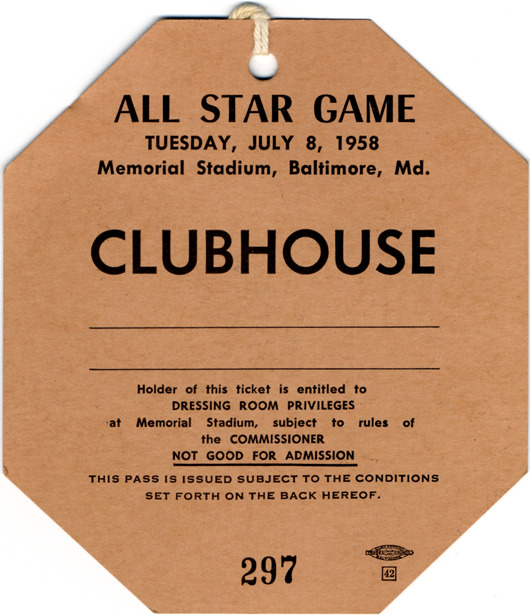 ALL STAR GAME
TUESDAY, JULY 8, 1958
Memorial Stadium, Baltimore, Md.
CLUBHOUSE
Holder of this ticket is entitled to
DRESSING ROOM PRIVILEGES
at Memorial Stadium, subject to rules of
the COMMISSIONER
NOT GOOD FOR ADMISSION
THIS PASS IS ISSUED SUBJECT TO THE CONDITIONS
SET FORTH ON THE BACK HEREOF.
297
42